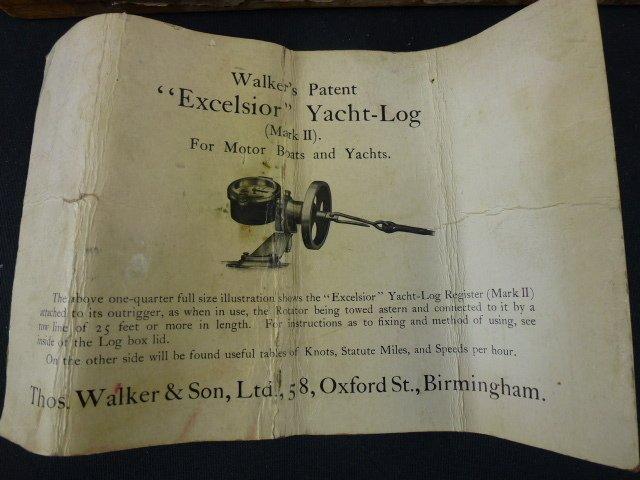 Walker's Patent
"Excelsior" Yacht-Log
(Mark II).
For Motor Boats and Yachts.
The above one-quarter full size illustration shows the "Excelsior" Yacht-Log Register (Mark II)
attached to its outrigger, as when in use, the Rotator being towed astern and connected to it by a
tow line of 25 feet or more in length. For instructions as to fixing and method of using, see
inside of the Log box lid.
On the other side will be found useful tables of Knots, Statute Miles, and Speeds per hour.
Thos. Walker & Son, Ltd., 58, Oxford St., Birmingham.